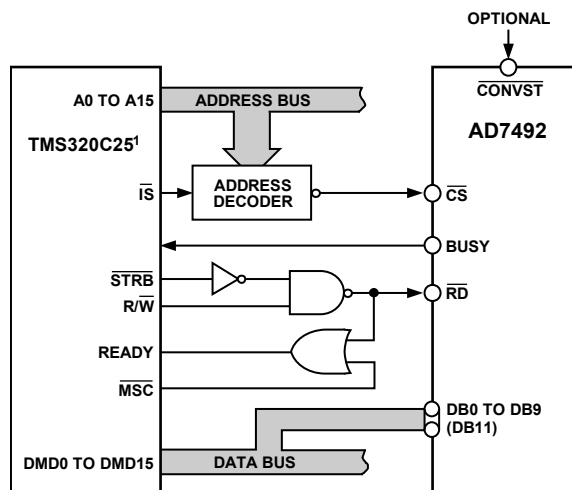 OPTIONAL
CONVST
A0 TO A15
ADDRESS BUS
TMS320C25¹
AD7492
IS
ADDRESS
DECODER
CS
BUSY
STRB
R/W
RD
READY
MSC
DB0 TO DB9
(DB11)
DMD0 TO DMD15
DATA BUS